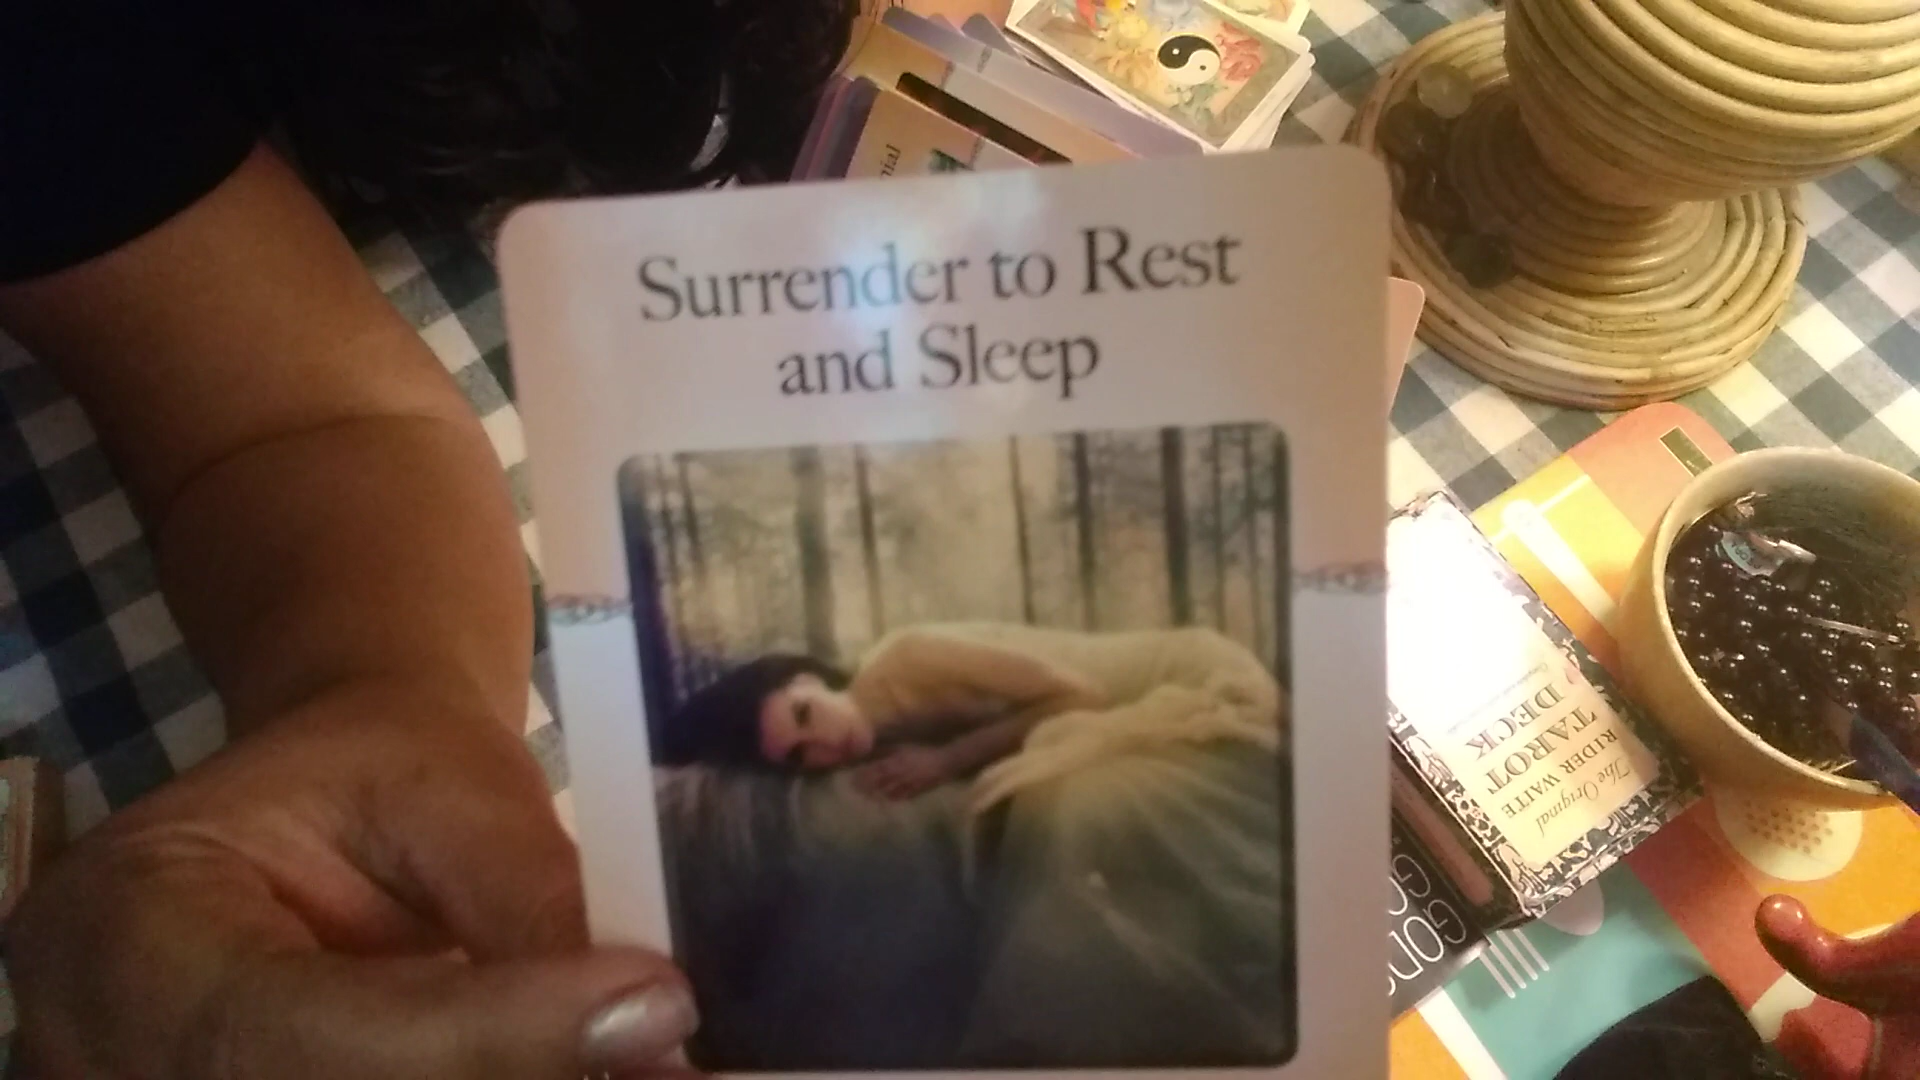 Surrender to Rest
and Sleep
The Original
RIDER WAITE
TAROT
DECK